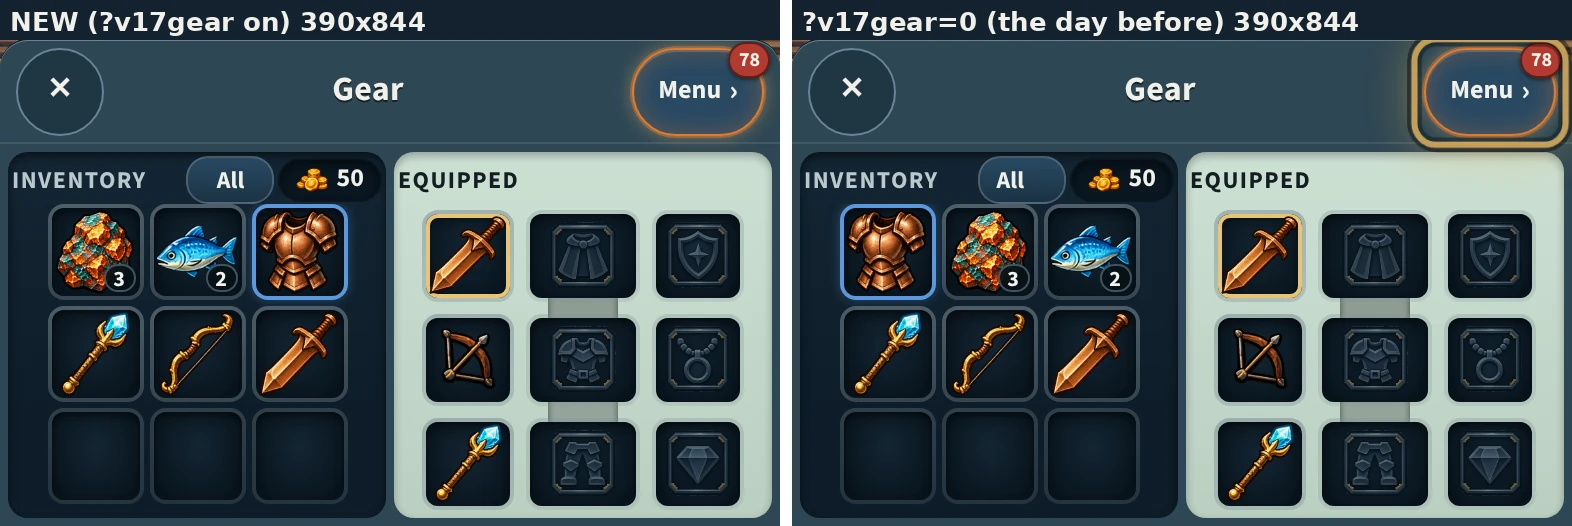 NEW (?v17gear on) 390x844
✕ Gear Menu › 78
INVENTORY All 50 EQUIPPED
3 2
?v17gear=0 (the day before) 390x844
✕ Gear Menu › 78
INVENTORY All 50 EQUIPPED
3 2